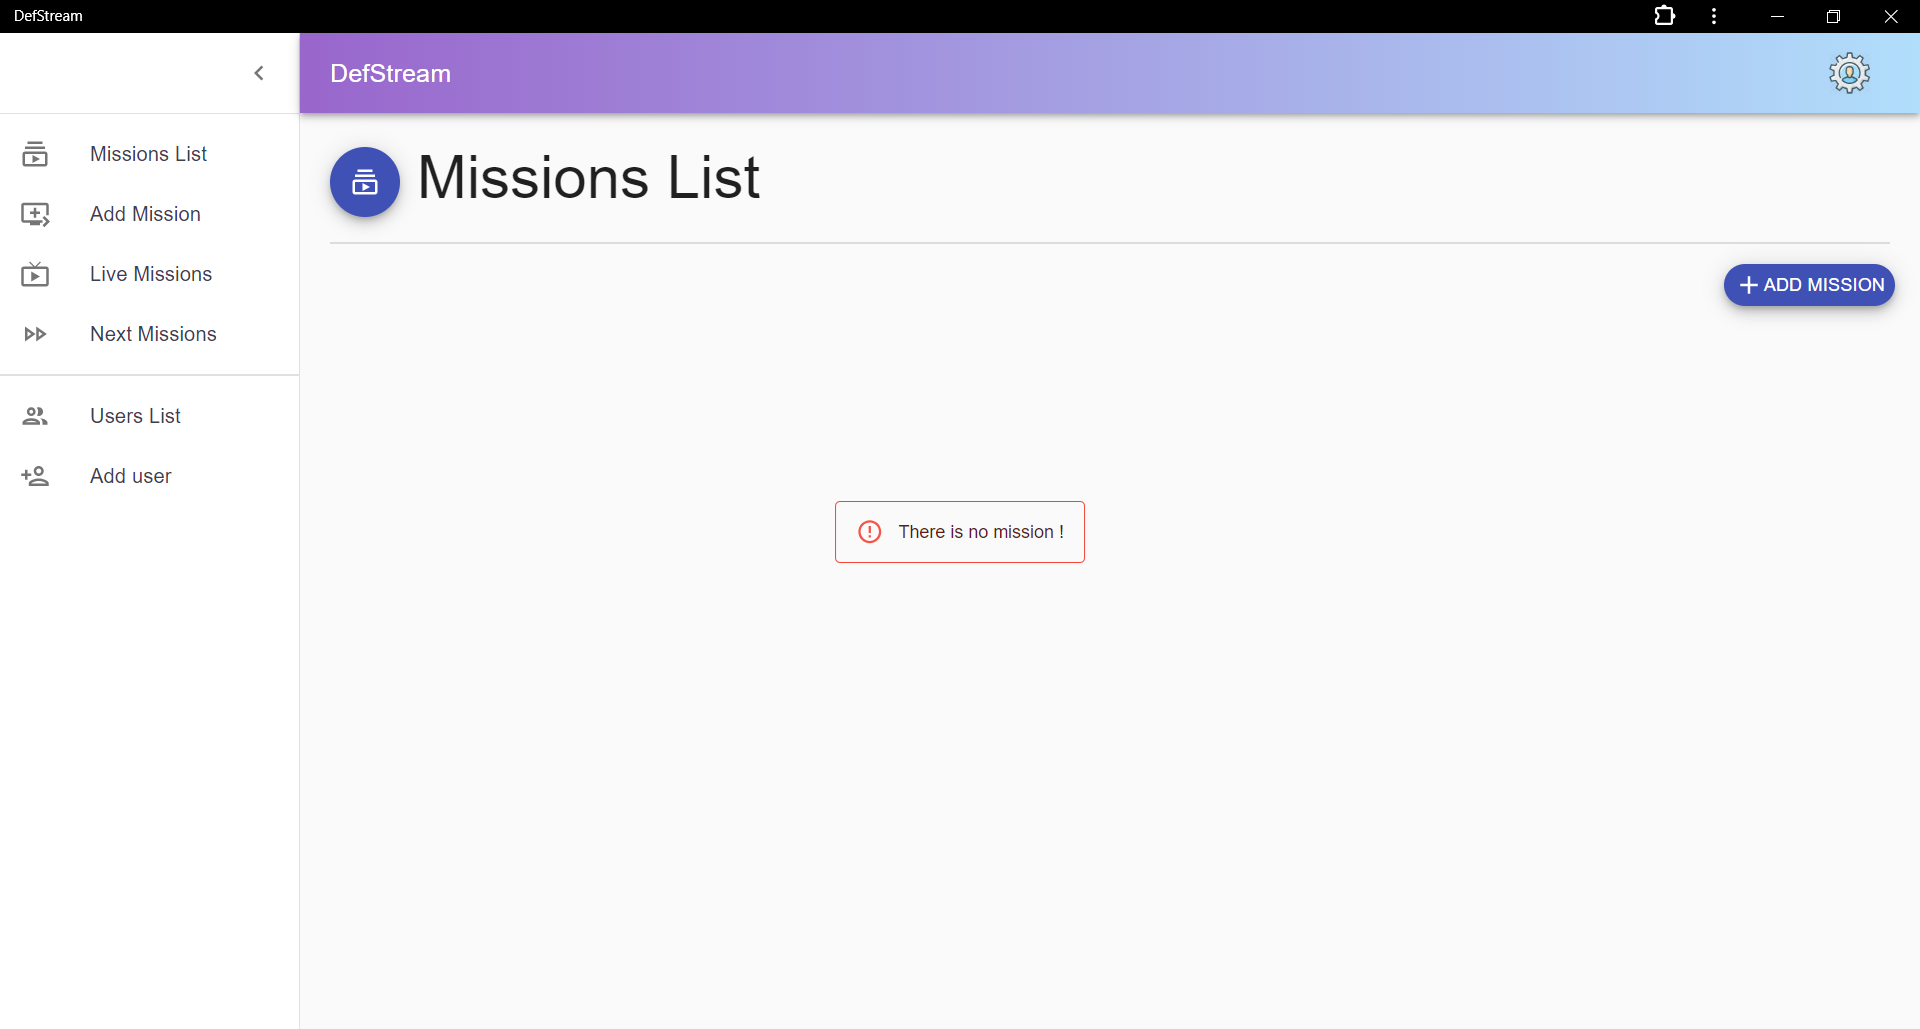 DefStream
DefStream
Missions List
Add Mission
Live Missions
Next Missions
Users List
Add user
Missions List
ADD MISSION
There is no mission !